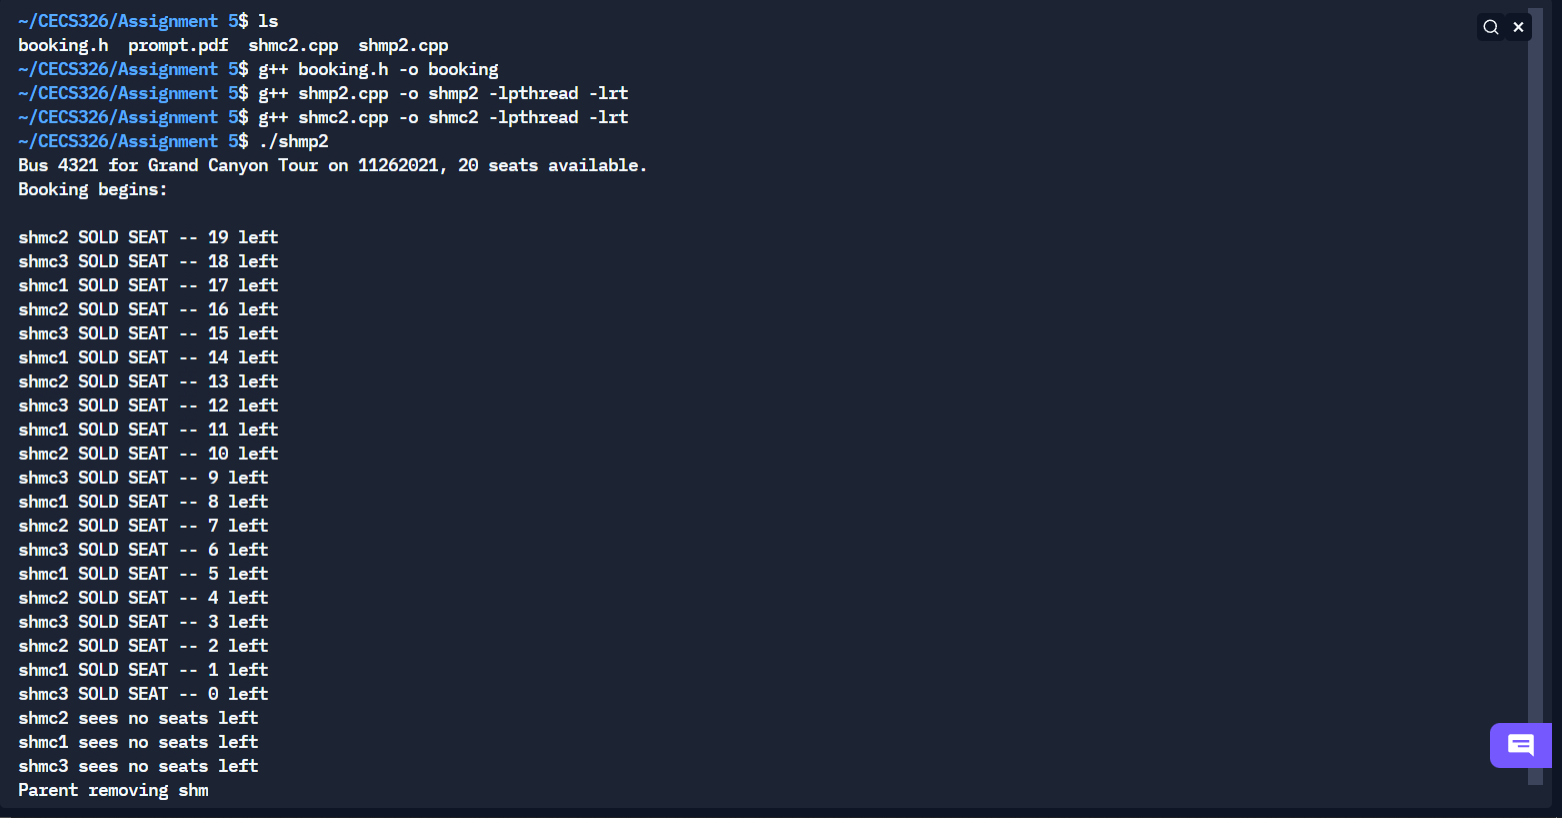 ~/CECS326/Assignment 5$ ls
booking.h  prompt.pdf  shmc2.cpp  shmp2.cpp
~/CECS326/Assignment 5$ g++ booking.h -o booking
~/CECS326/Assignment 5$ g++ shmp2.cpp -o shmp2 -lpthread -lrt
~/CECS326/Assignment 5$ g++ shmc2.cpp -o shmc2 -lpthread -lrt
~/CECS326/Assignment 5$ ./shmp2
Bus 4321 for Grand Canyon Tour on 11262021, 20 seats available.
Booking begins:

shmc2 SOLD SEAT -- 19 left
shmc3 SOLD SEAT -- 18 left
shmc1 SOLD SEAT -- 17 left
shmc2 SOLD SEAT -- 16 left
shmc3 SOLD SEAT -- 15 left
shmc1 SOLD SEAT -- 14 left
shmc2 SOLD SEAT -- 13 left
shmc3 SOLD SEAT -- 12 left
shmc1 SOLD SEAT -- 11 left
shmc2 SOLD SEAT -- 10 left
shmc3 SOLD SEAT -- 9 left
shmc1 SOLD SEAT -- 8 left
shmc2 SOLD SEAT -- 7 left
shmc3 SOLD SEAT -- 6 left
shmc1 SOLD SEAT -- 5 left
shmc2 SOLD SEAT -- 4 left
shmc3 SOLD SEAT -- 3 left
shmc2 SOLD SEAT -- 2 left
shmc1 SOLD SEAT -- 1 left
shmc3 SOLD SEAT -- 0 left
shmc2 sees no seats left
shmc1 sees no seats left
shmc3 sees no seats left
Parent removing shm